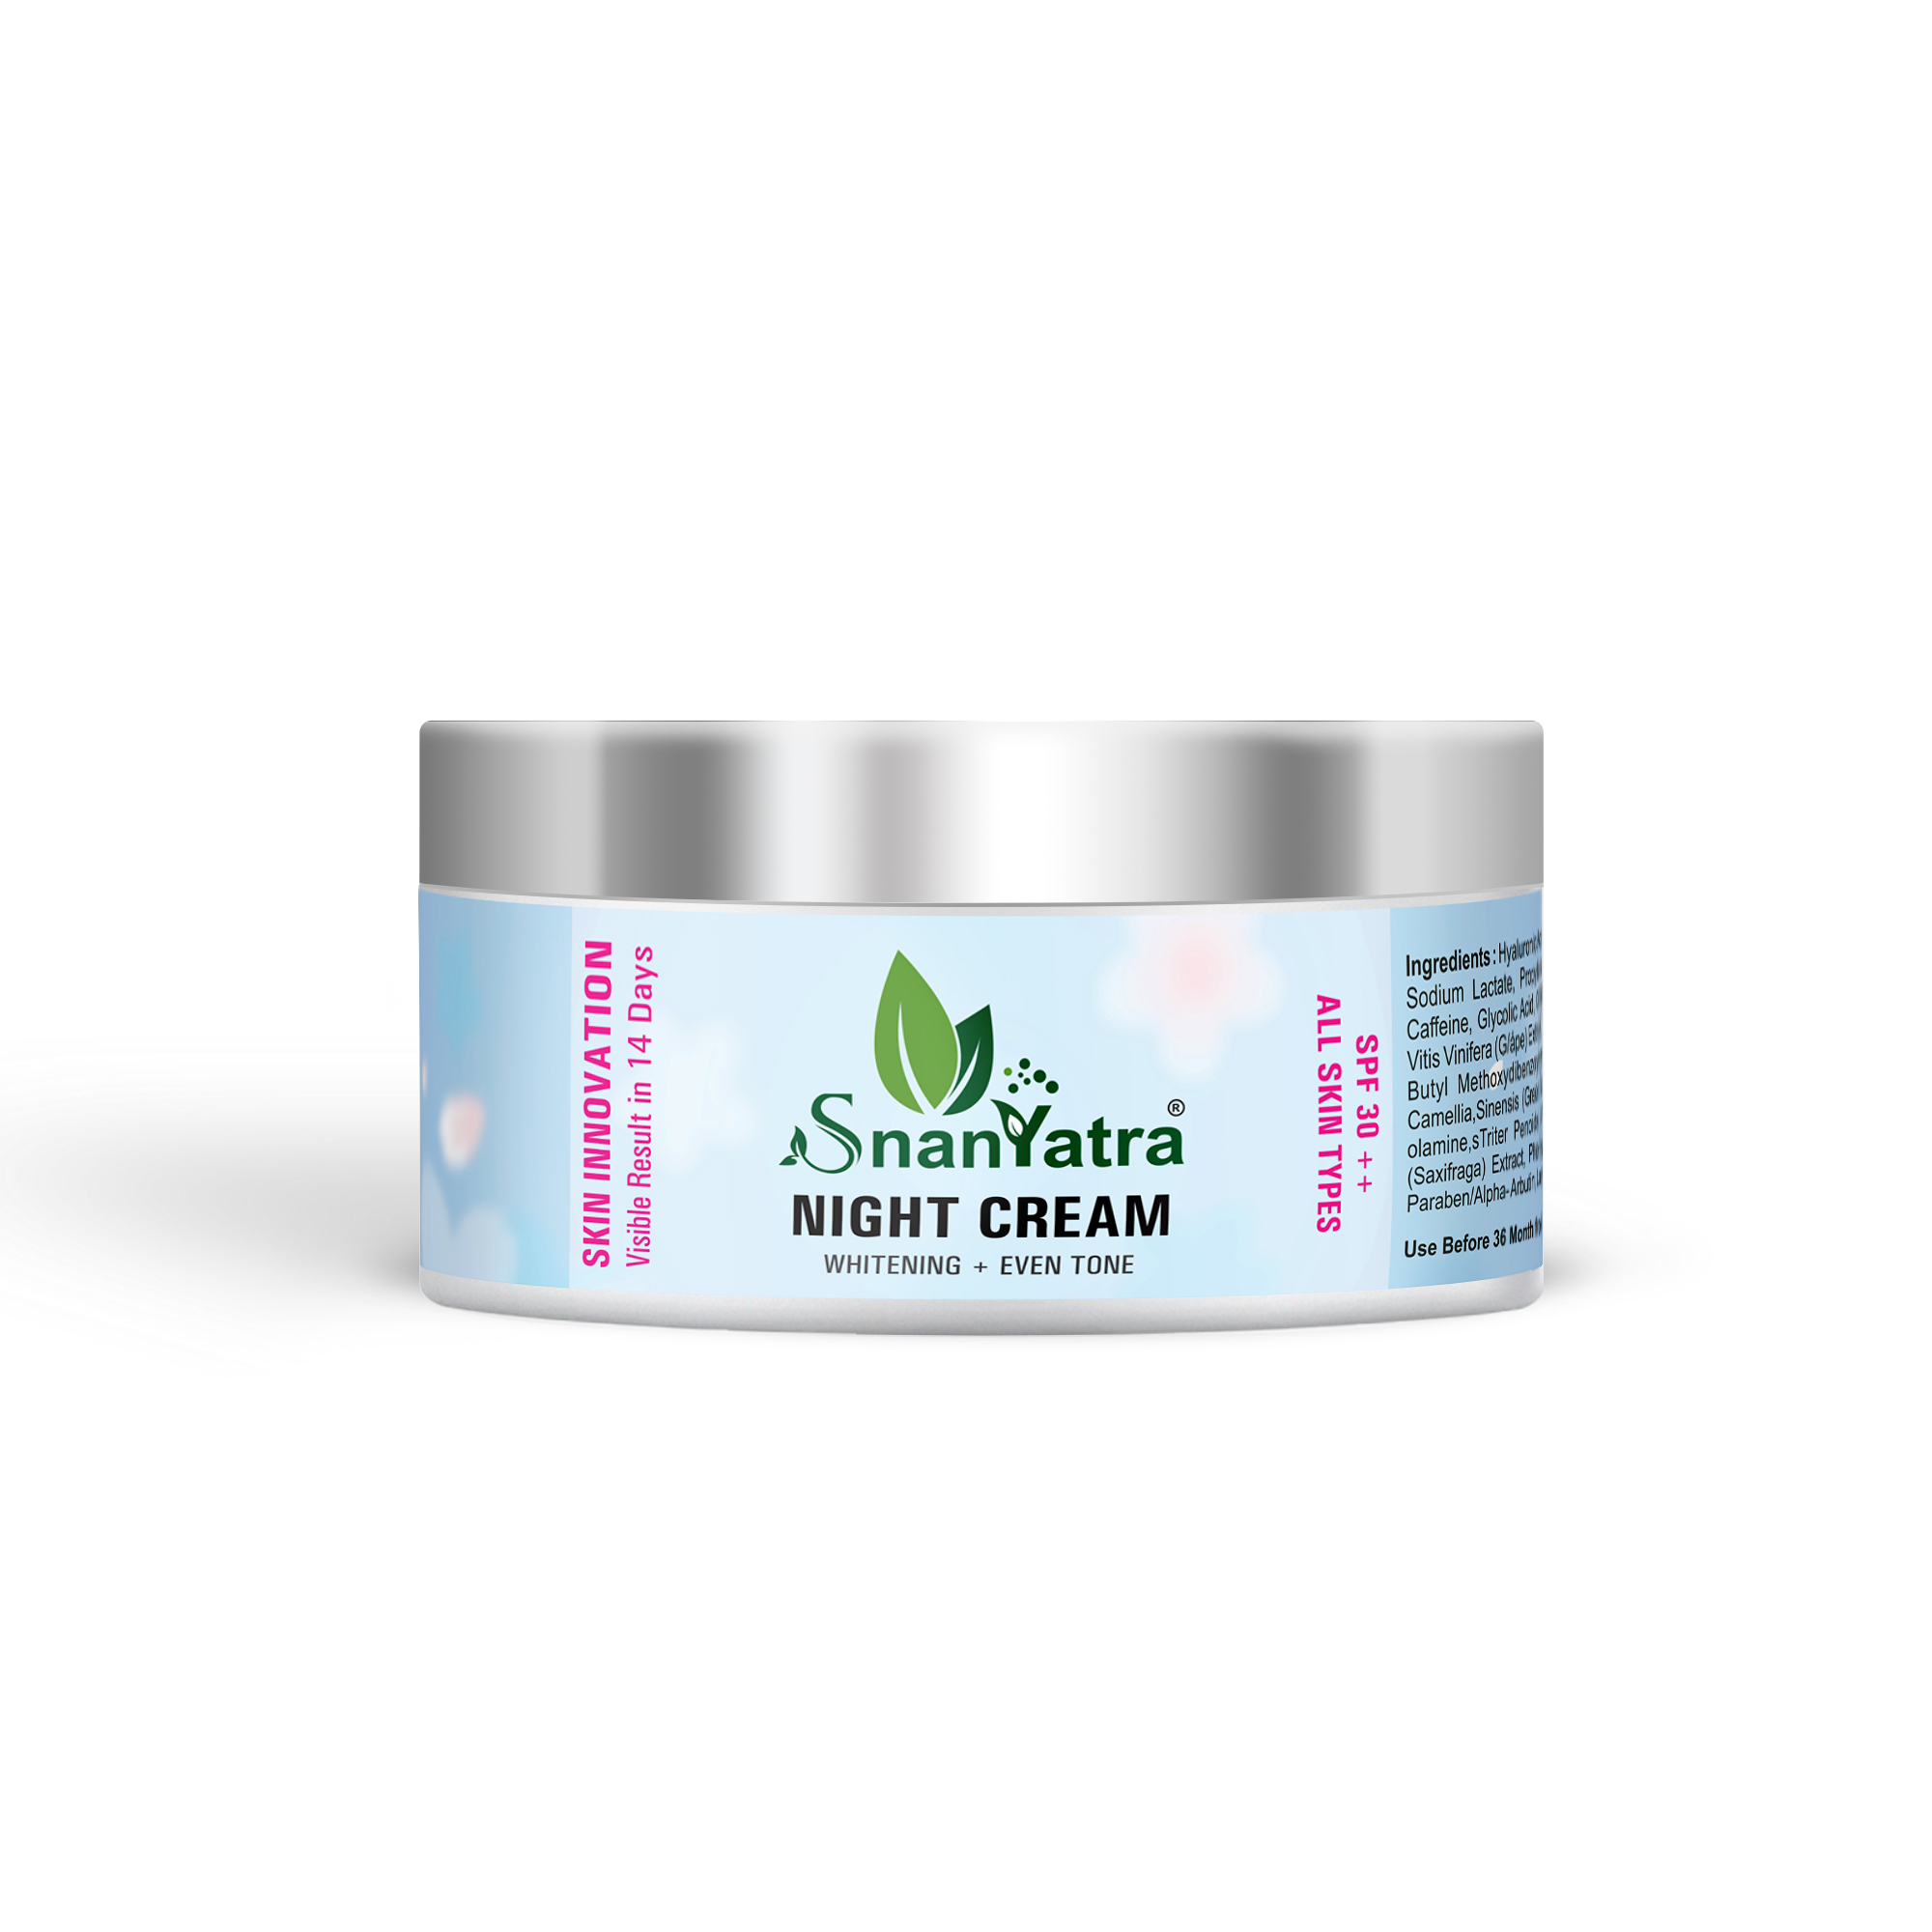 SKIN INNOVATION
Visible Result in 14 Days
SnanYatra®
NIGHT CREAM
WHITENING + EVEN TONE
SPF 30 ++
ALL SKIN TYPES
Ingredients :
Sodium Lactate,
Caffeine, Glycolic Acid,
Vitis Vinifera (Grape)
Butyl
Camellia,Sinensis
olamine,sTriter
(Saxifraga) Extract,
Paraben/Alpha-Arbutin,
Use Before 36 Month